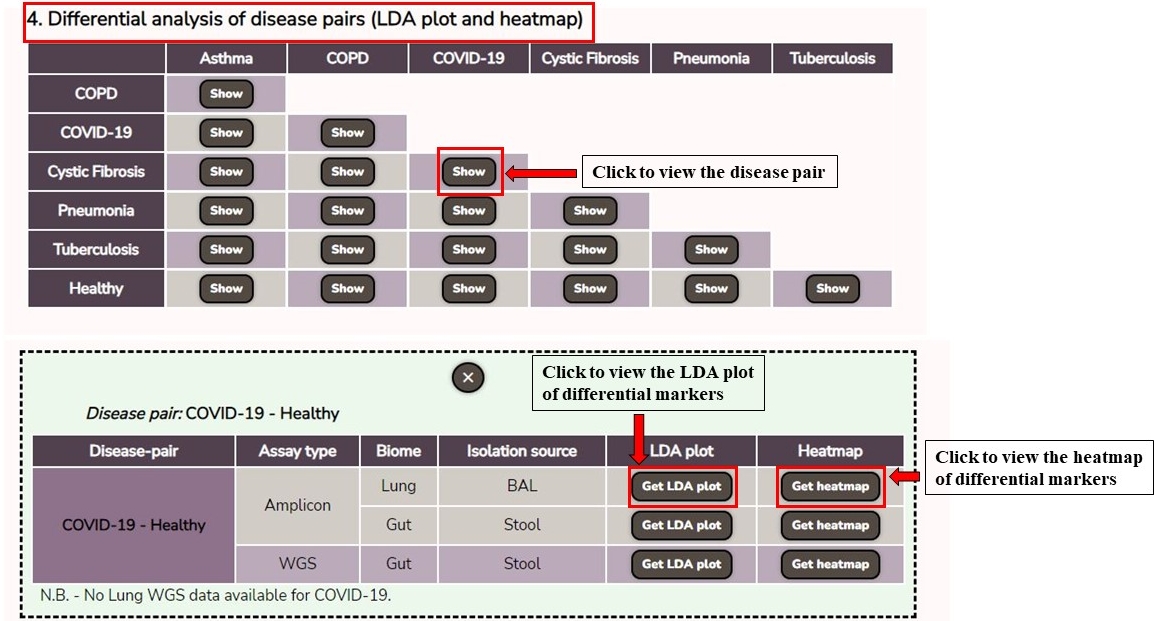 4. Differential analysis of disease pairs (LDA plot and heatmap)
Asthma COPD COVID-19 Cystic Fibrosis Pneumonia Tuberculosis
COPD Show
COVID-19 Show Show
Cystic Fibrosis Show Show Show Click to view the disease pair
Pneumonia Show Show Show Show
Tuberculosis Show Show Show Show Show
Healthy Show Show Show Show Show Show
Click to view the LDA plot
of differential markers
Disease pair: COVID-19 - Healthy
Disease-pair Assay type Biome Isolation source LDA plot Heatmap
Click to view the heatmap
of differential markers
Lung BAL Get LDA plot Get heatmap
Amplicon
COVID-19 - Healthy Gut Stool Get LDA plot Get heatmap
WGS Gut Stool Get LDA plot Get heatmap
N.B. - No Lung WGS data available for COVID-19.